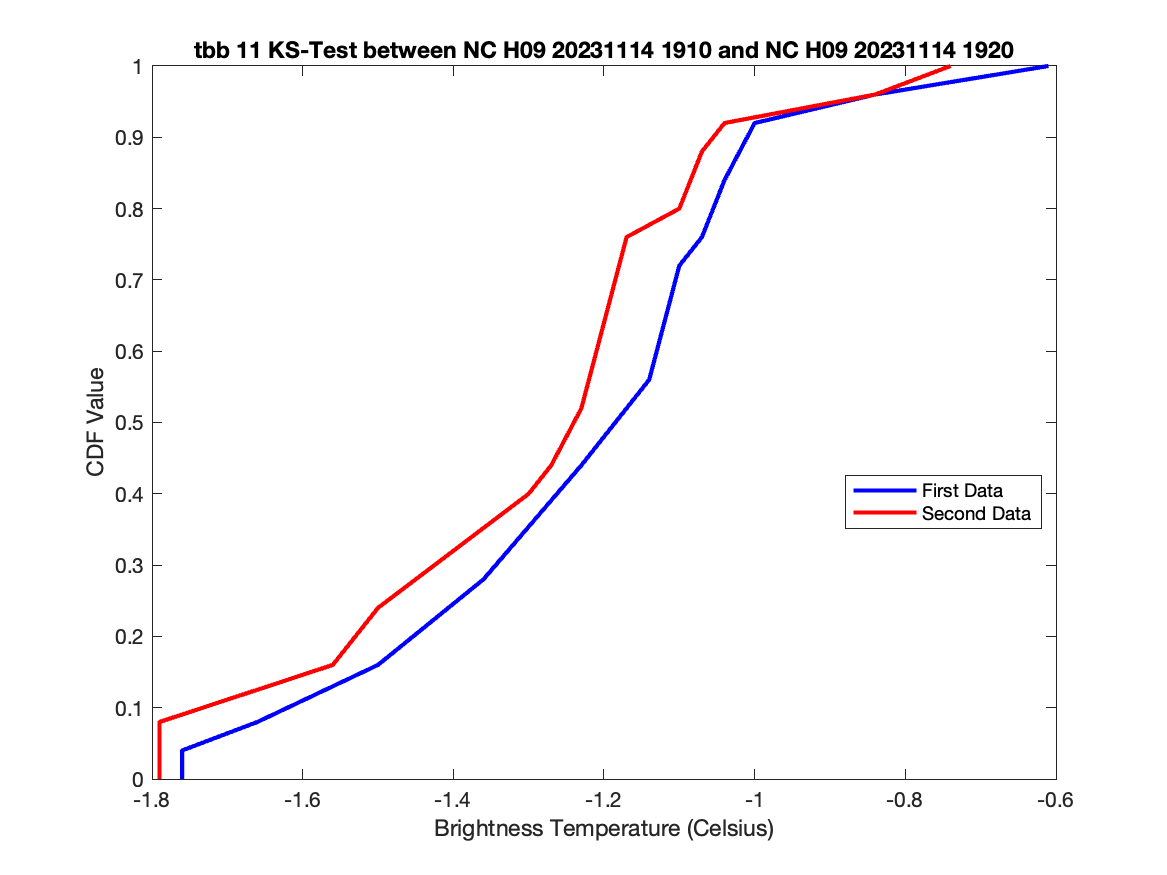 tbb 11 KS-Test between NC H09 20231114 1910 and NC H09 20231114 1920
1
0.9
0.8
0.7
0.6
0.5
0.4
0.3
0.2
0.1
0
CDF Value
First Data
Second Data
-1.8 -1.6 -1.4 -1.2 -1 -0.8 -0.6
Brightness Temperature (Celsius)